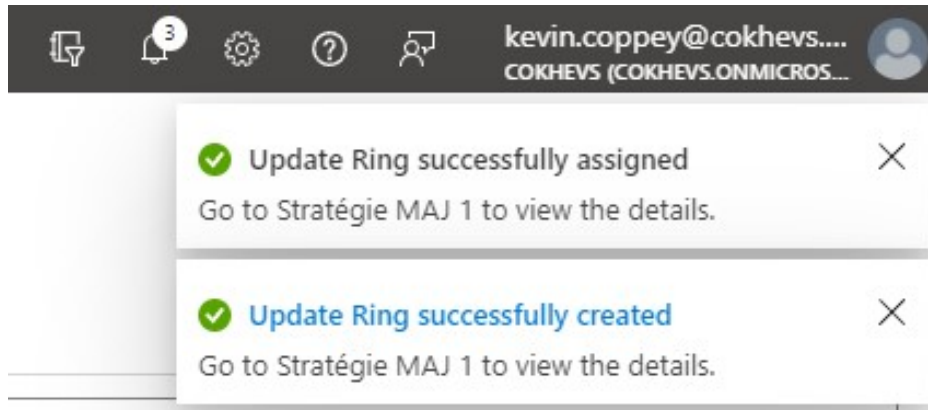 3
kevin.coppey@cokhevs....
COKHEVS (COKHEVS.ONMICROS...
Update Ring successfully assigned
Go to Stratégie MAJ 1 to view the details.
Update Ring successfully created
Go to Stratégie MAJ 1 to view the details.